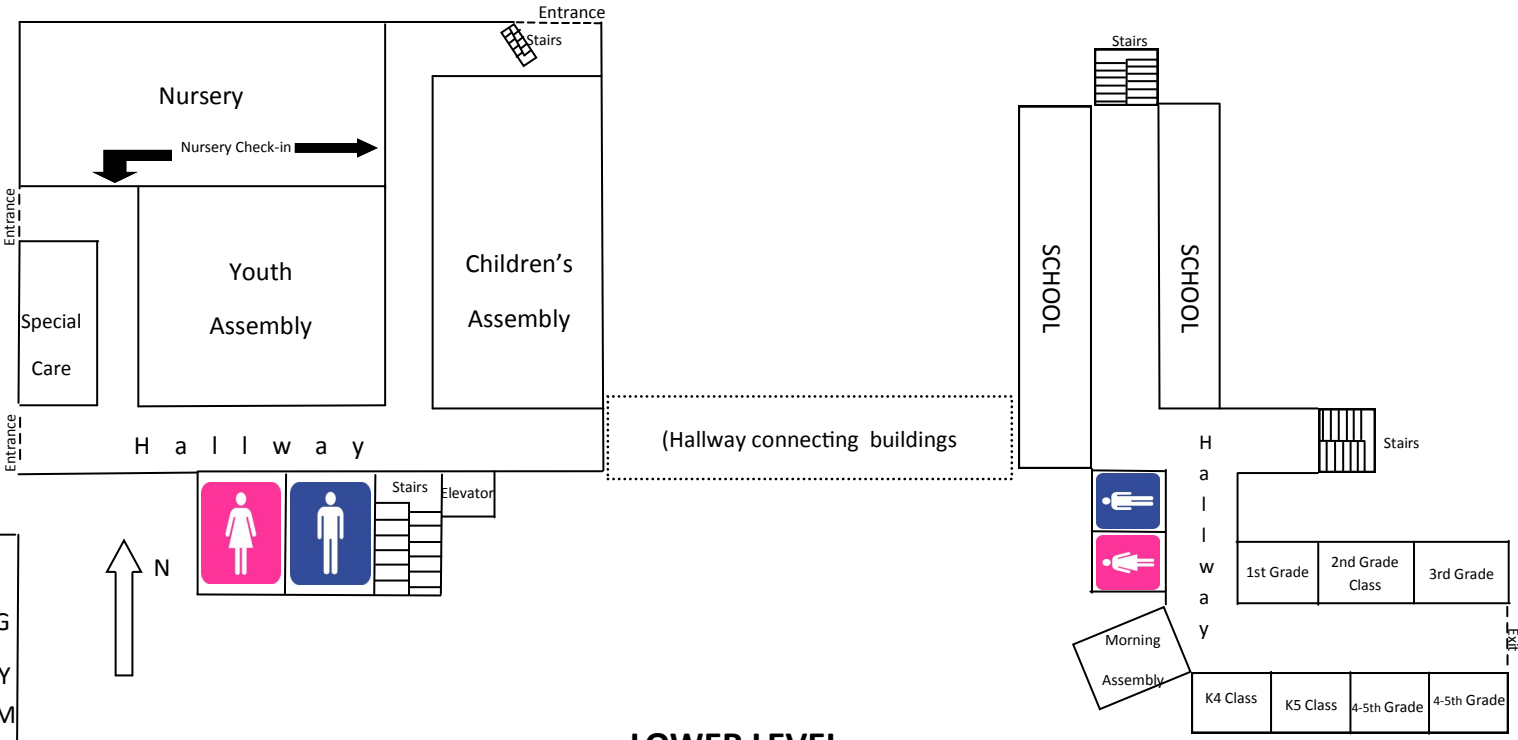 Entrance
Stairs
Nursery
Nursery Check-in
Entrance
Special
Care
Youth
Assembly
Children's
Assembly
Entrance
H a l l w a y
Stairs
Elevator
(Hallway connecting buildings
N
G
Y
M
Stairs
SCHOOL
SCHOOL
Stairs
H
a
l
l
w
a
y
1st Grade
2nd Grade
Class
3rd Grade
Exit
Morning
Assembly
K4 Class
K5 Class
4-5th Grade
4-5th Grade
LOWER LEVEL